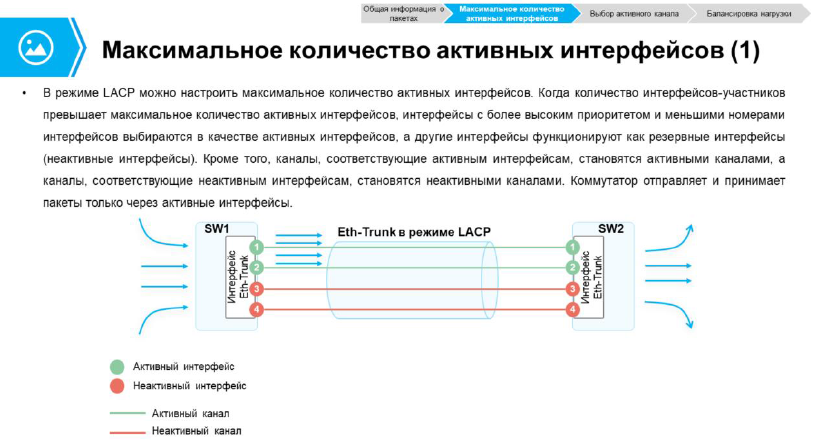 Общая информация о
пакетах
Максимальное количество
активных интерфейсов
Выбор активного канала
Балансировка нагрузки
Максимальное количество активных интерфейсов (1)
• В режиме LACP можно настроить максимальное количество активных интерфейсов. Когда количество интерфейсов-участников
превышает максимальное количество активных интерфейсов, интерфейсы с более высоким приоритетом и меньшими номерами
интерфейсов выбираются в качестве активных интерфейсов, а другие интерфейсы функционируют как резервные интерфейсы
(неактивные интерфейсы). Кроме того, каналы, соответствующие активным интерфейсам, становятся активными каналами, а
каналы, соответствующие неактивным интерфейсам, становятся неактивными каналами. Коммутатор отправляет и принимает
пакеты только через активные интерфейсы.
SW1
Eth-Trunk в режиме LACP
SW2
Интерфейс
Eth-Trunk
1
2
3
4
1
2
3
4
Интерфейс
Eth-Trunk
Активный интерфейс
Неактивный интерфейс
Активный канал
Неактивный канал